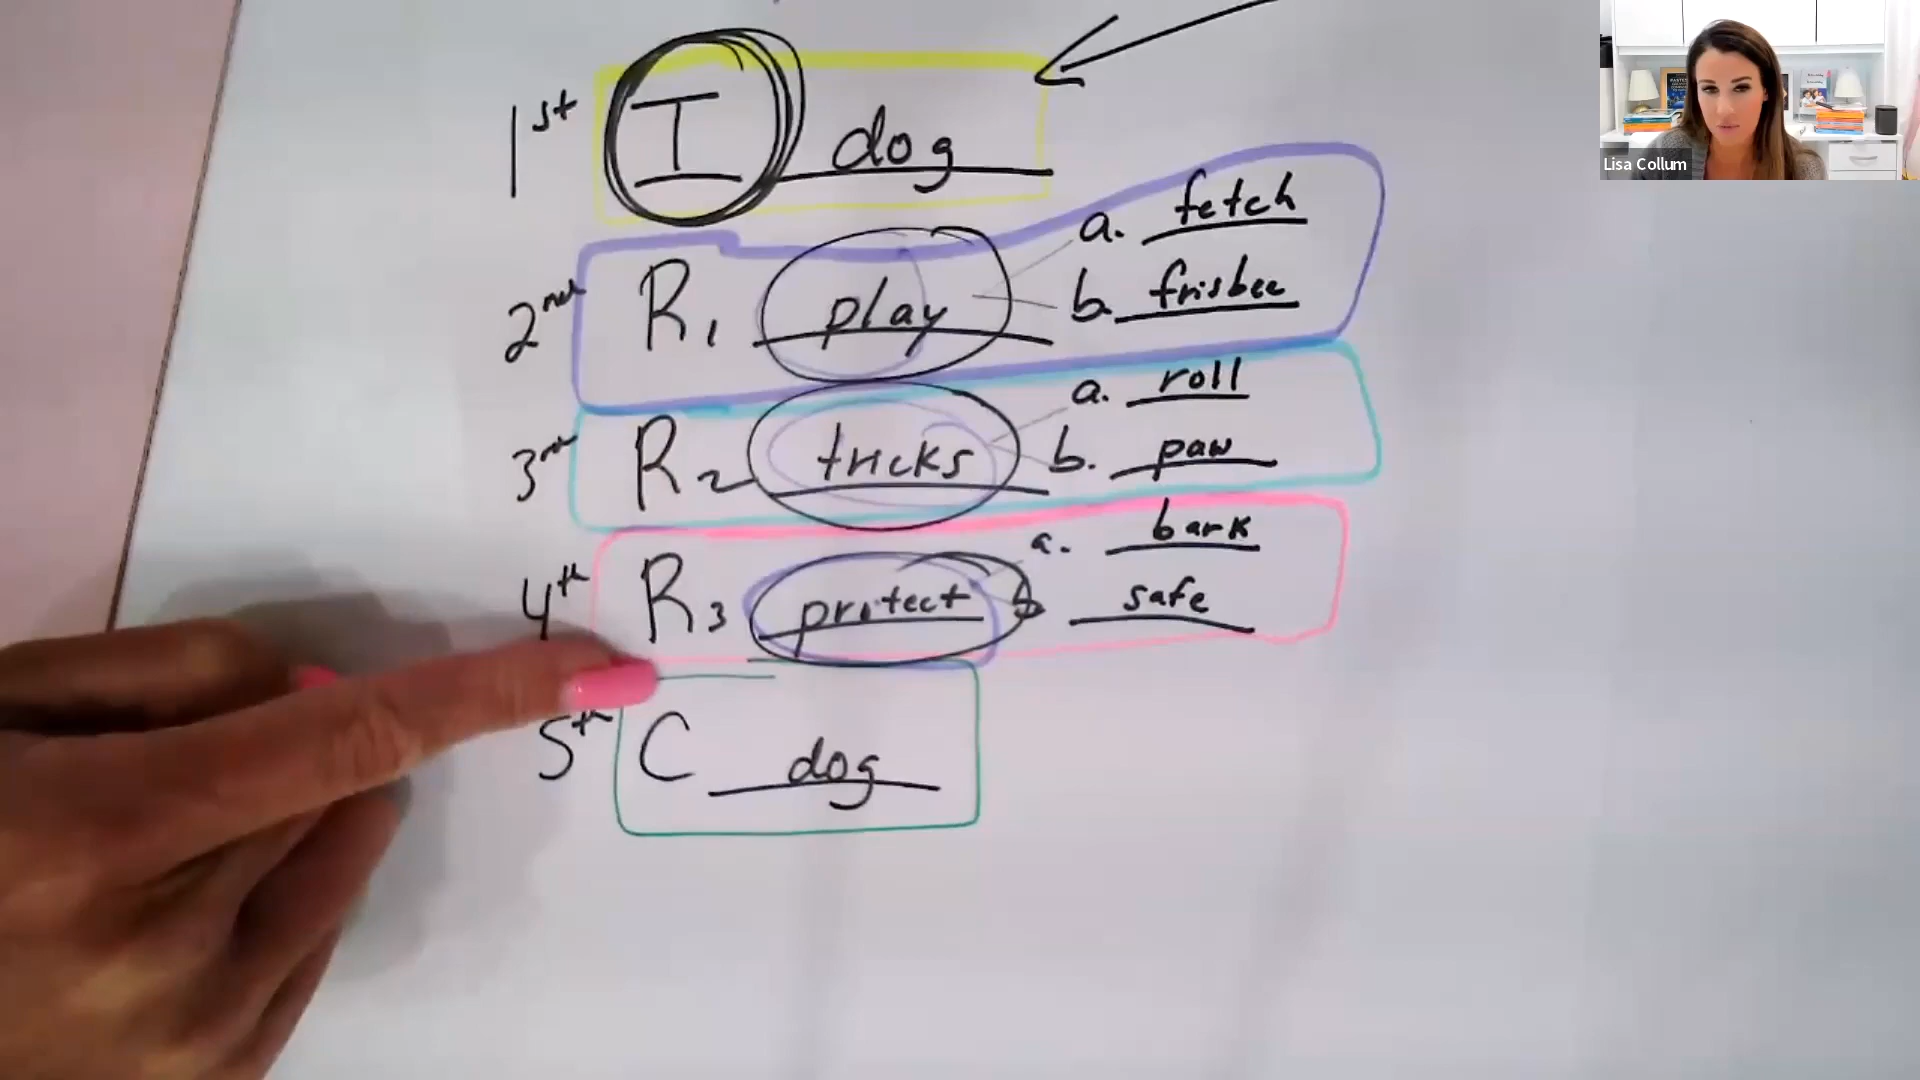 1st I dog
2nd R1 play a. fetch
b. frisbee
3rd R2 tricks a. roll
b. paw
4th R3 protect a. bark
safe
5th C dog
Lisa Collum